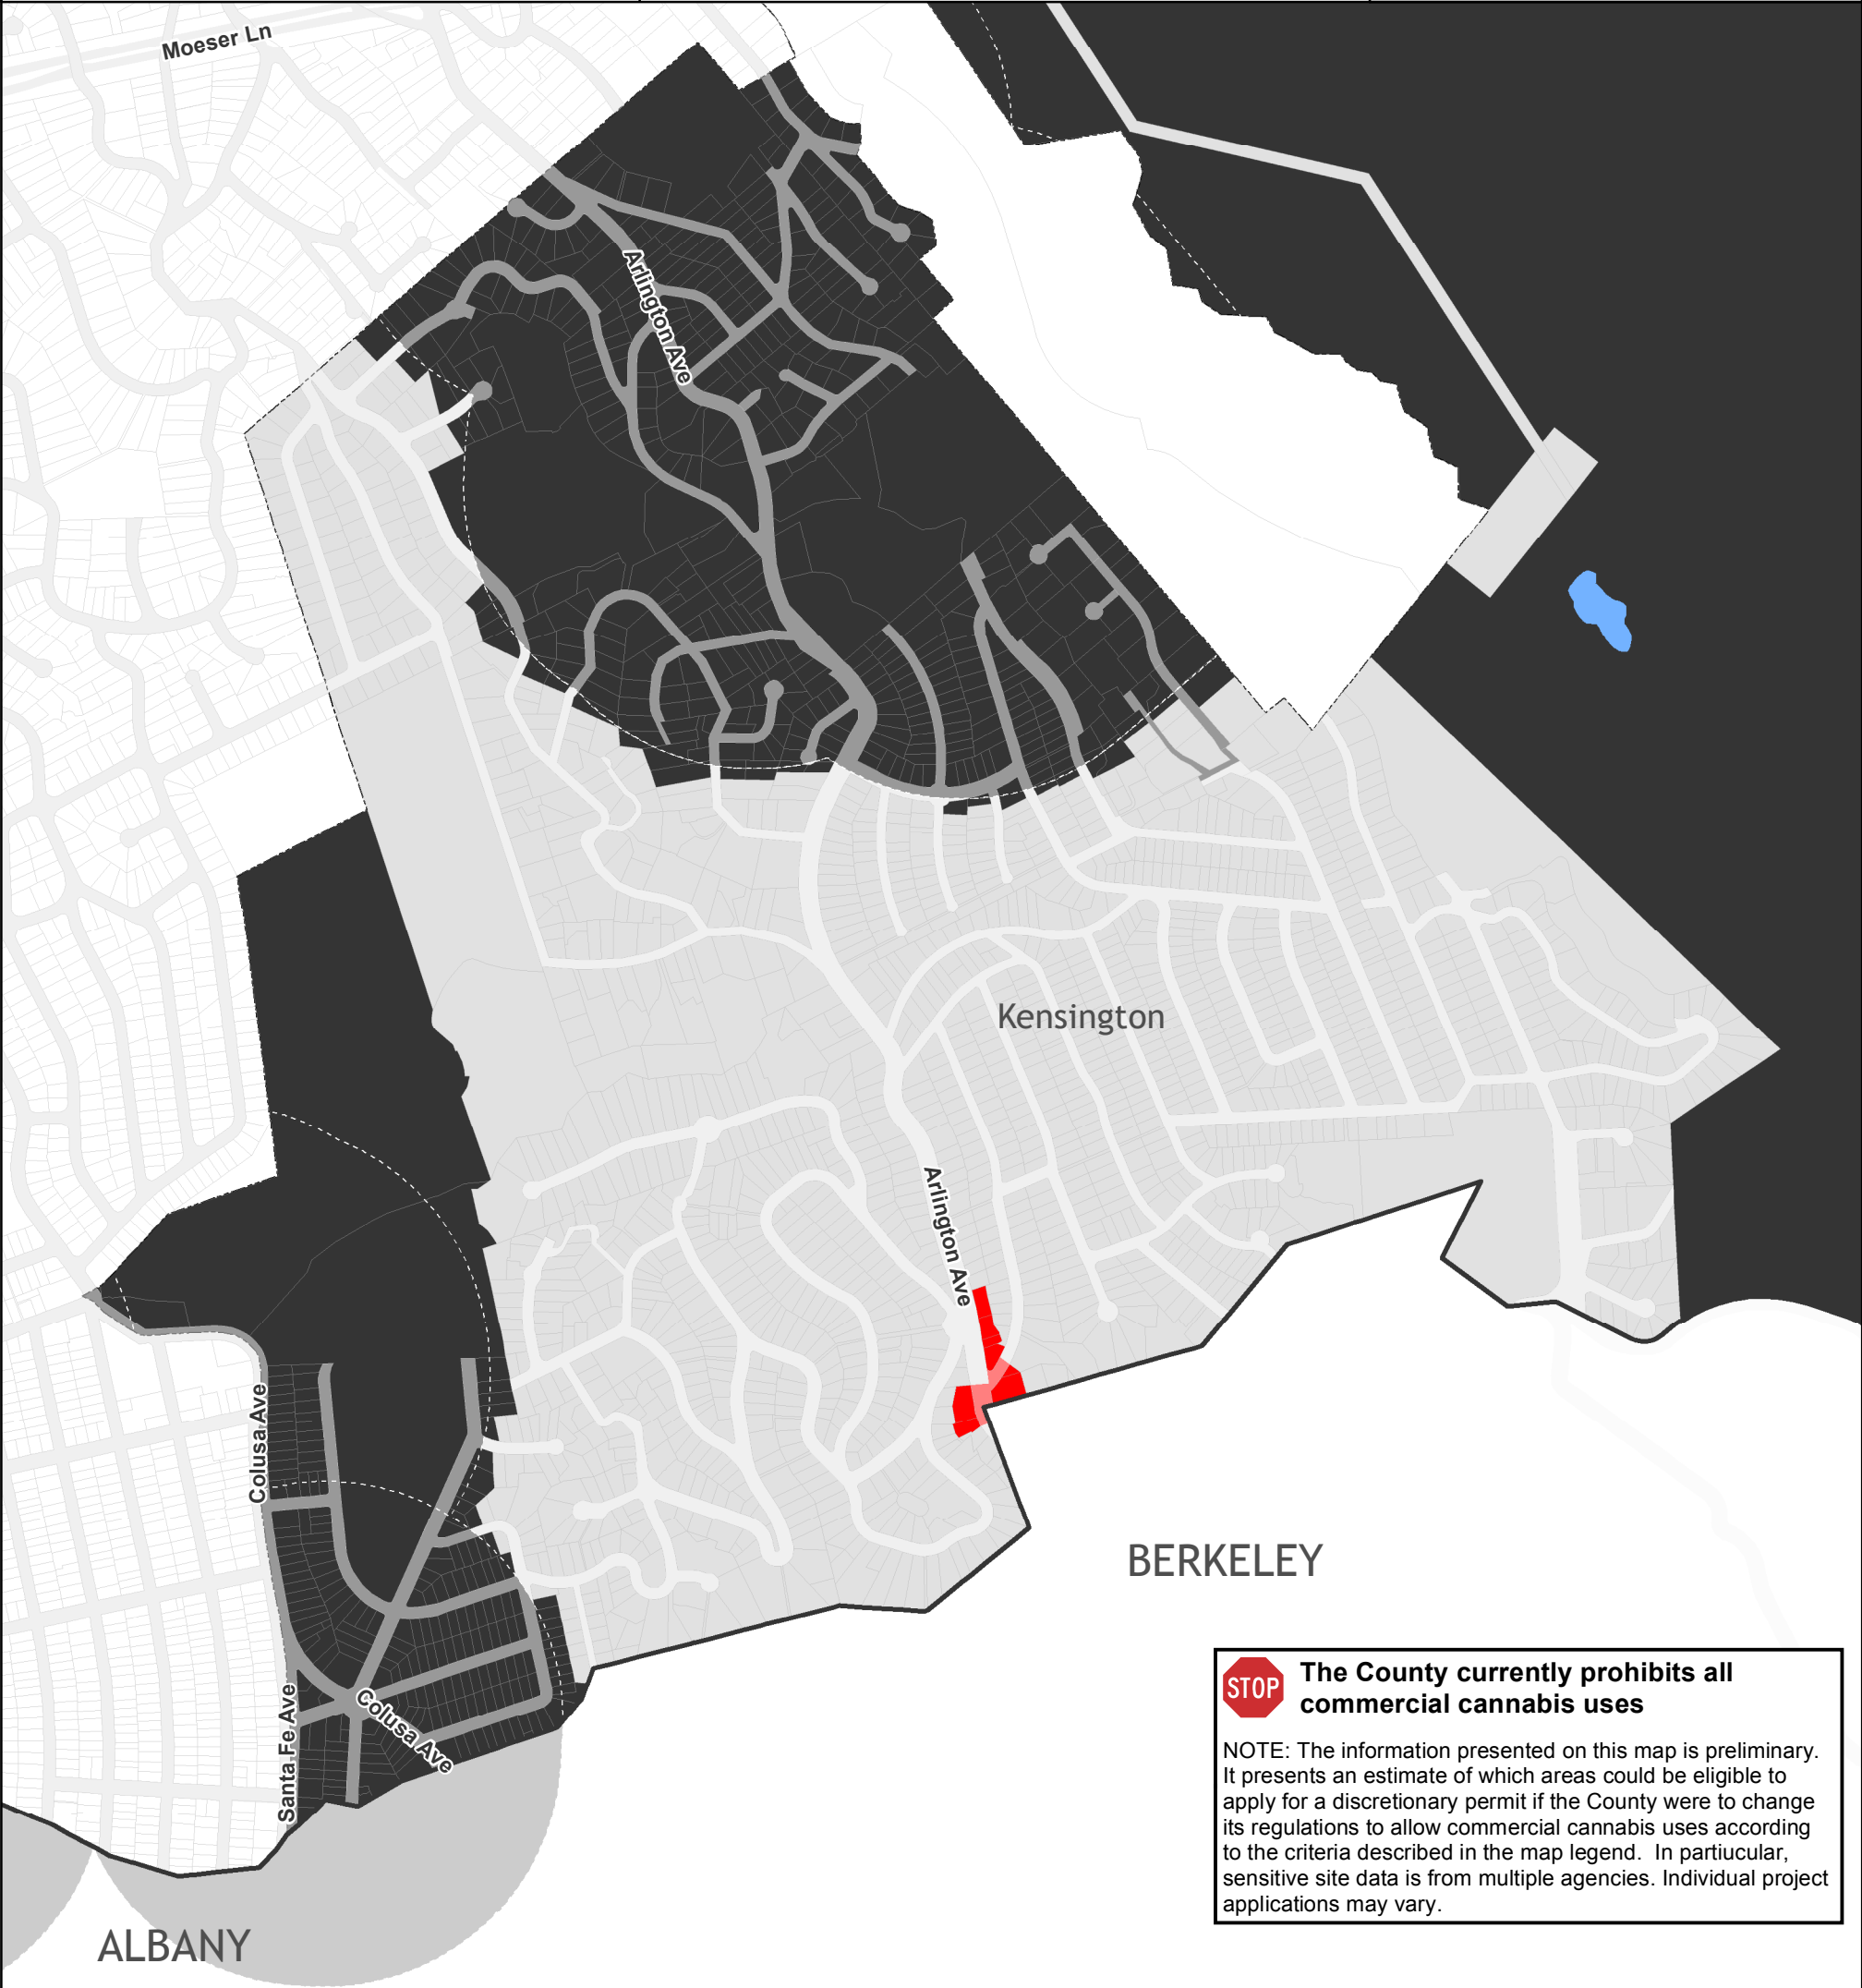 Moeser Ln
Arlington Ave
Kensington
Arlington Ave
Colusa Ave
BERKELEY
Santa Fe Ave
Colusa Ave
ALBANY
STOP
The County currently prohibits all
commercial cannabis uses
NOTE: The information presented on this map is preliminary.
It presents an estimate of which areas could be eligible to
apply for a discretionary permit if the County were to change
its regulations to allow commercial cannabis uses according
to the criteria described in the map legend.  In partiucular,
sensitive site data is from multiple agencies. Individual project
applications may vary.